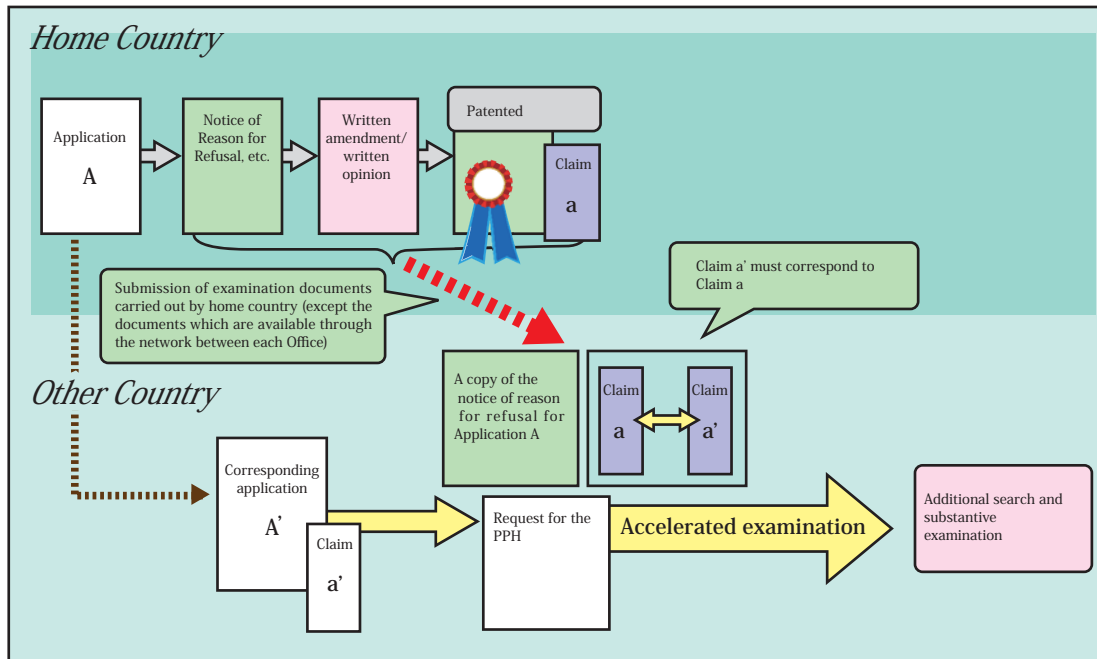 Home Country
Application
A
Notice of
Reason for
Refusal, etc.
Written
amendment/
written
opinion
Patented
Claim
a
Submission of examination documents
carried out by home country (except the
documents which are available through
the network between each Office)
Claim a' must correspond to
Claim a
Other Country
A copy of the
notice of reason
for refusal for
Application A
Claim
a
Claim
a'
Corresponding
application
A'
Claim
a'
Request for the
PPH
Accelerated examination
Additional search and
substantive
examination